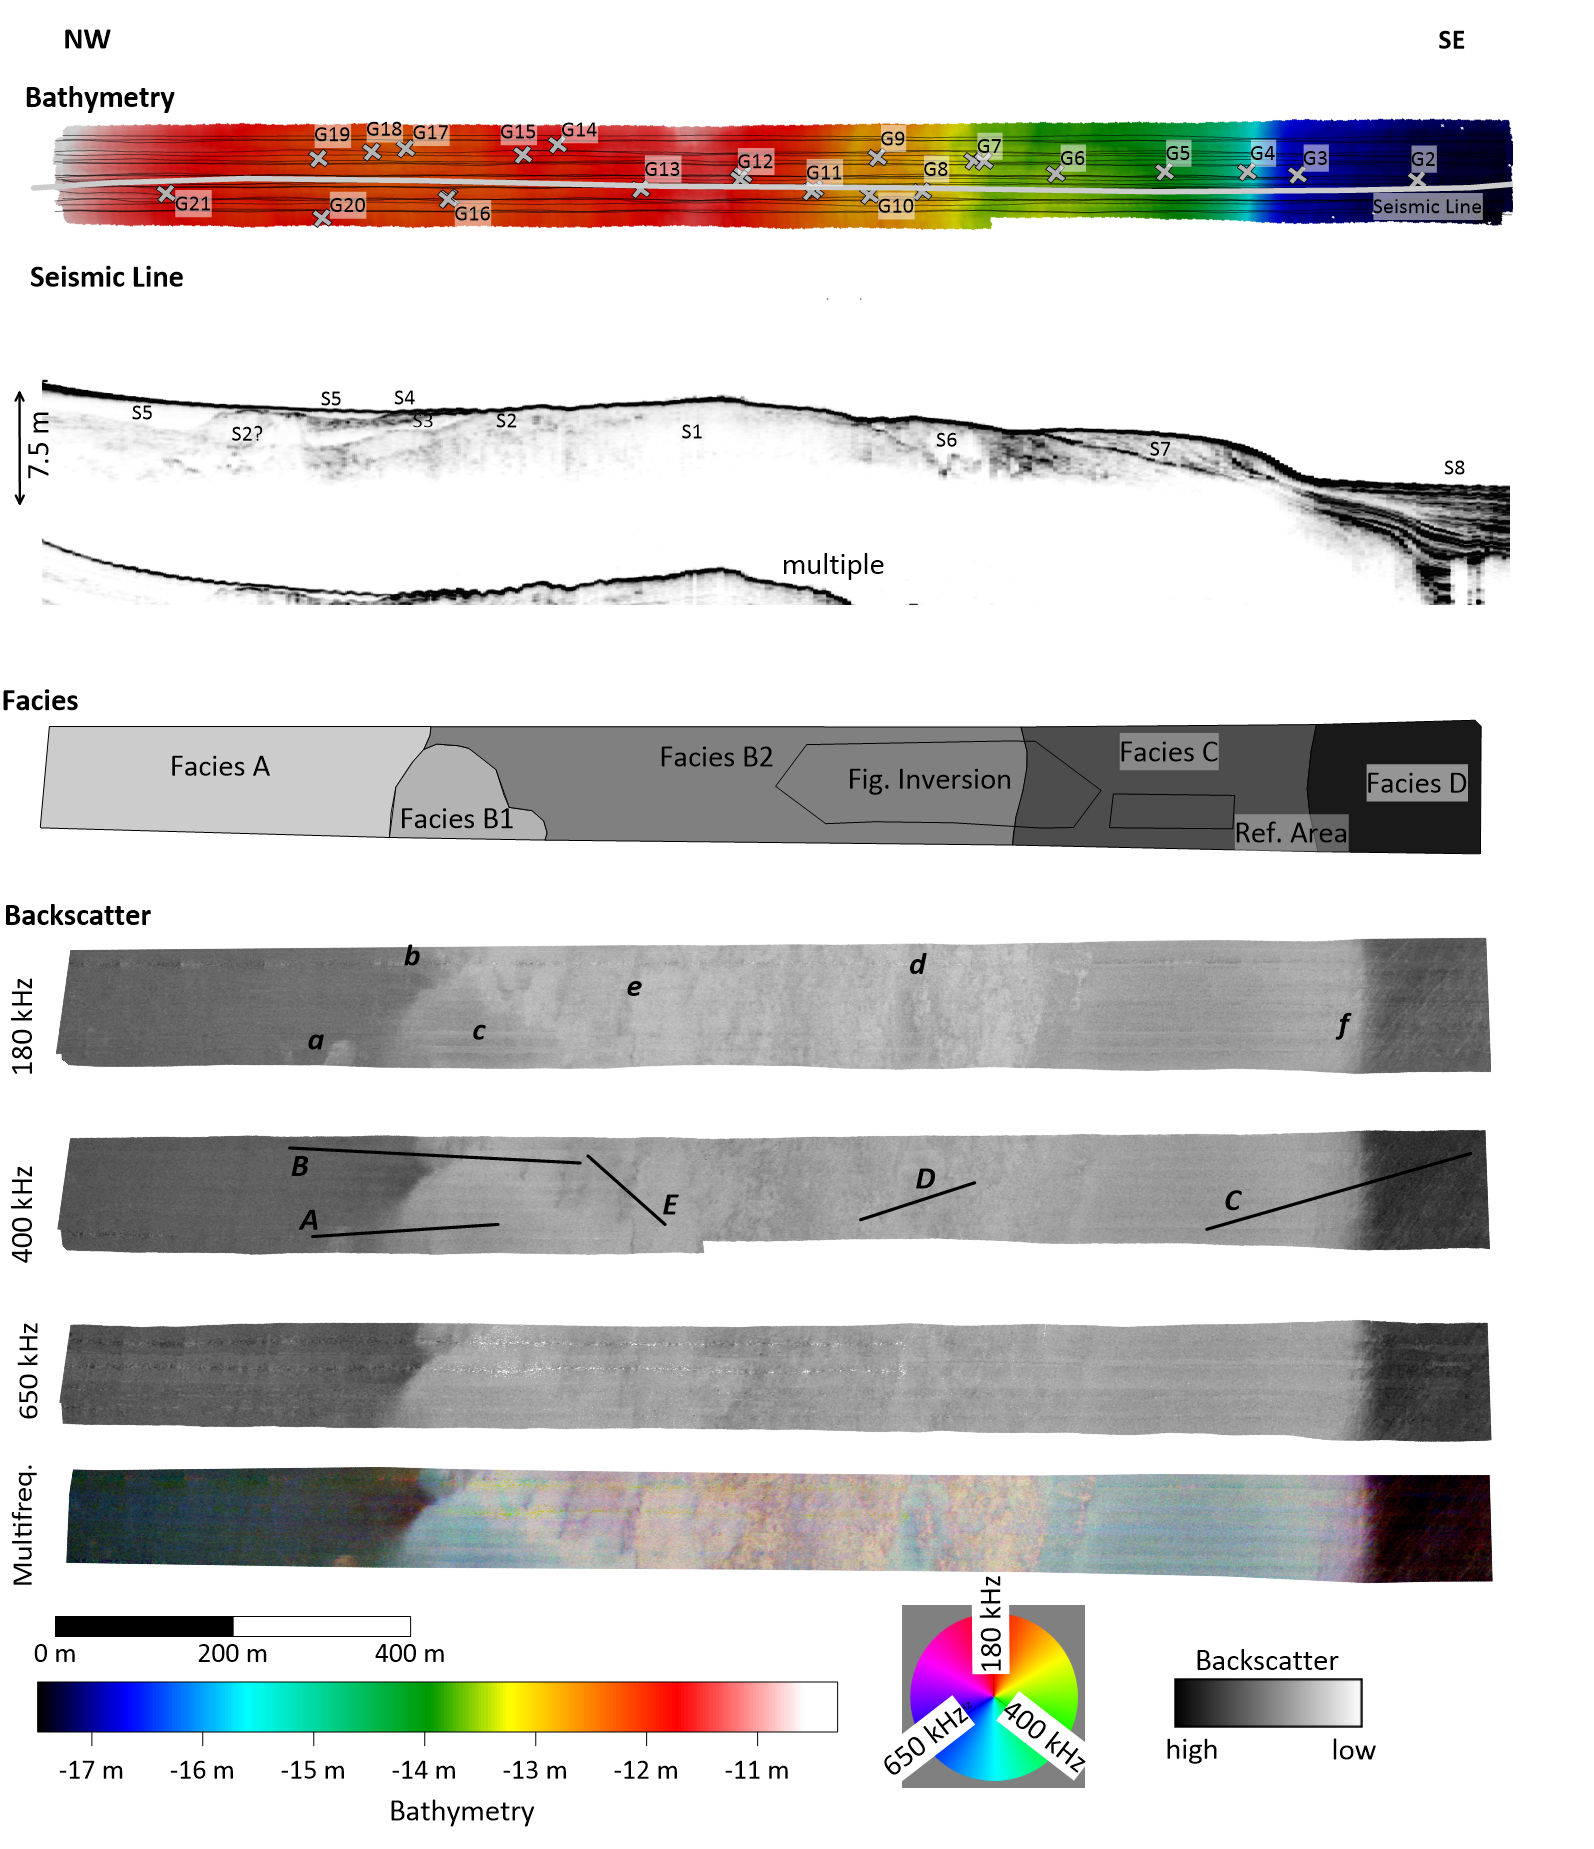 NW
SE
Bathymetry
G19
G18
G17
G15
G14
G13
G12
G11
G9
G10
G8
G7
G6
G5
G4
G3
G2
G21
G20
G16
Seismic Line
Seismic Line
7.5 m
S5
S2?
S5
S4
S3
S2
S1
S6
S7
S8
multiple
Facies
Facies A
Facies B1
Facies B2
Fig. Inversion
Facies C
Ref. Area
Facies D
Backscatter
180 kHz
a
b
c
e
d
f
400 kHz
B
A
E
D
C
650 kHz
Multifreq.
0 m
200 m
400 m
-17 m
-16 m
-15 m
-14 m
-13 m
-12 m
-11 m
Bathymetry
180 kHz
650 kHz
400 kHz
Backscatter
high
low